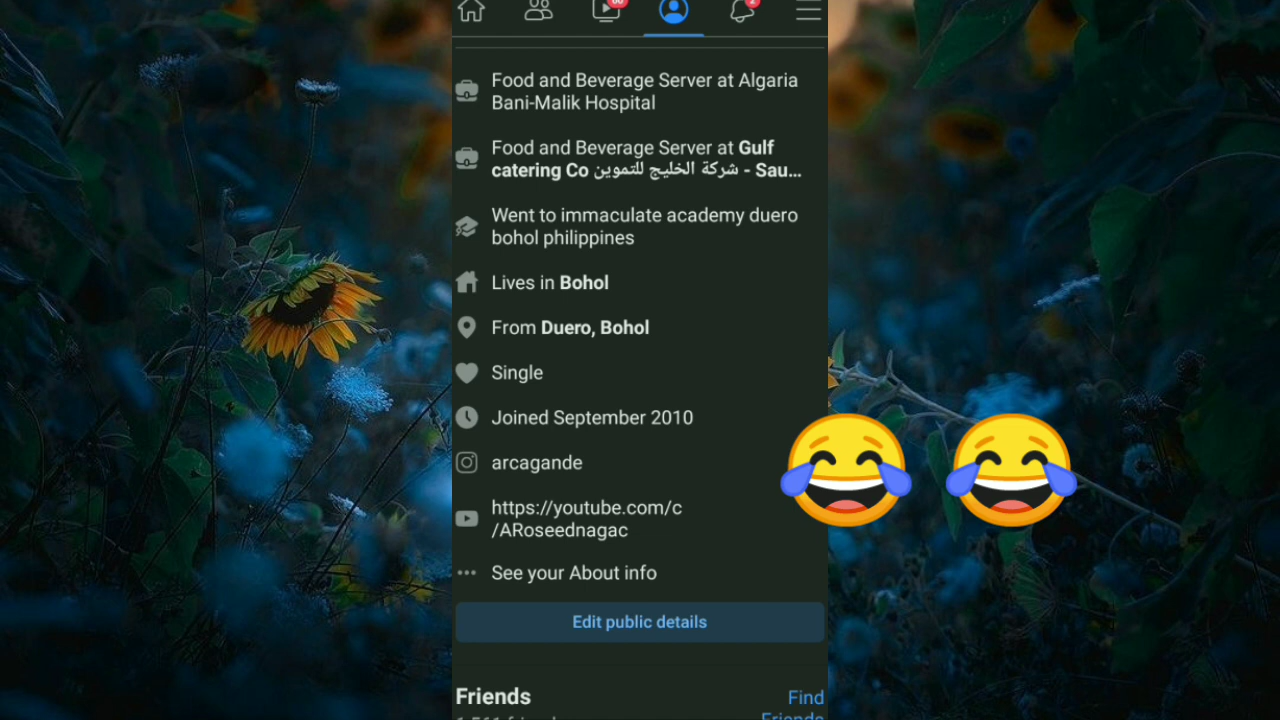 Food and Beverage Server at Algaria
Bani-Malik Hospital
Food and Beverage Server at Gulf
catering Co شركة الخليج للتموين - Sau...
Went to immaculate academy duero
bohol philippines
Lives in Bohol
From Duero, Bohol
Single
Joined September 2010
arcagande
https://youtube.com/c
/ARoseednagac
See your About info
Edit public details
Friends
Find
Friends